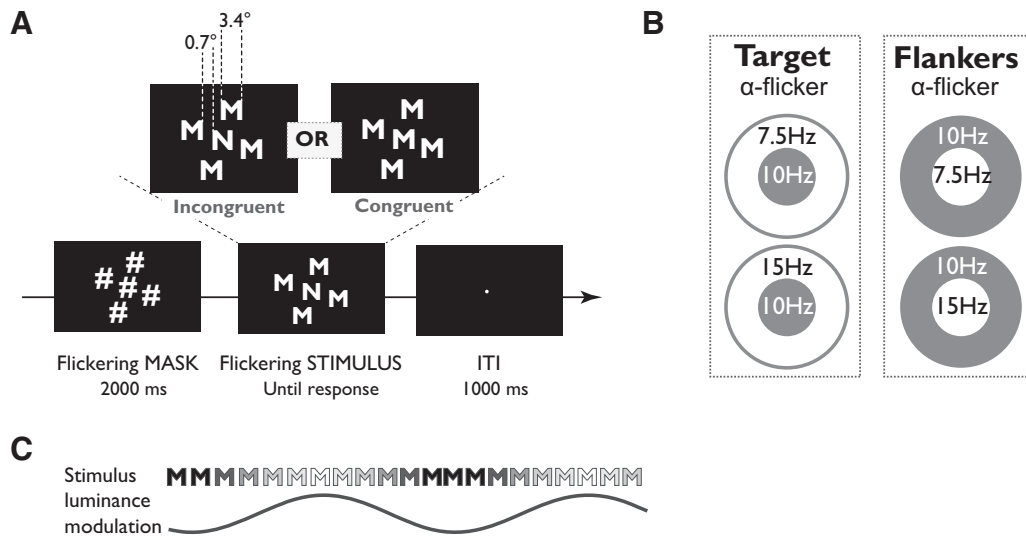 A
3.4°
0.7°
M
M N M
M
OR
M
M M M
M
Incongruent
Congruent
#
# # #
#
M
M N M
M
Flickering MASK
2000 ms
Flickering STIMULUS
Until response
ITI
1000 ms
B
Target
α-flicker
7.5Hz
10Hz
15Hz
10Hz
Flankers
α-flicker
10Hz
7.5Hz
10Hz
15Hz
C
Stimulus
luminance
modulation
M M M M M M M M M M M M M M M M M M M M